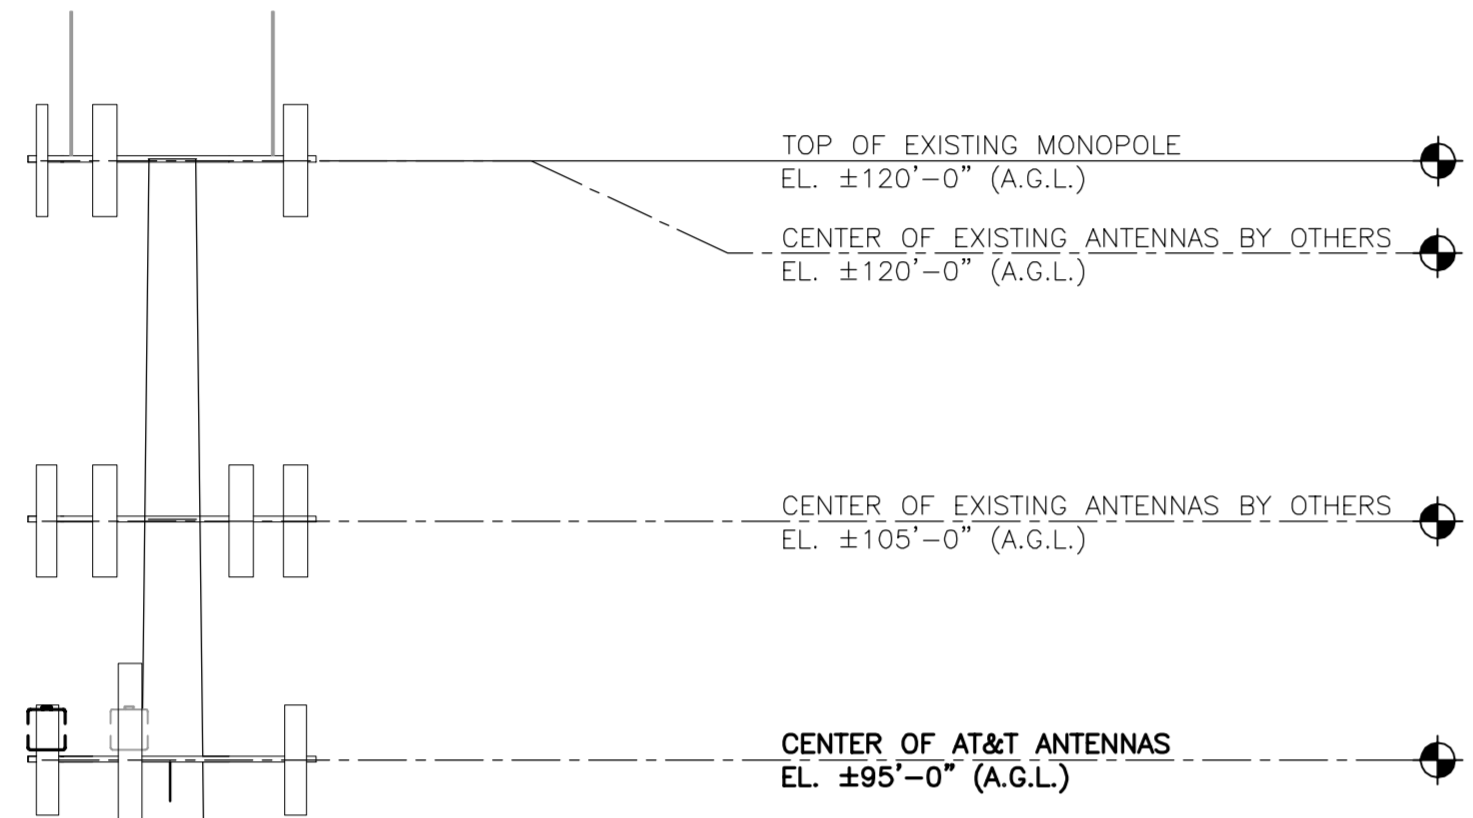 TOP OF EXISTING MONOPOLE
EL. ±120'-0" (A.G.L.)
CENTER OF EXISTING ANTENNAS BY OTHERS
EL. ±120'-0" (A.G.L.)
CENTER OF EXISTING ANTENNAS BY OTHERS
EL. ±105'-0" (A.G.L.)
CENTER OF AT&T ANTENNAS
EL. ±95'-0" (A.G.L.)